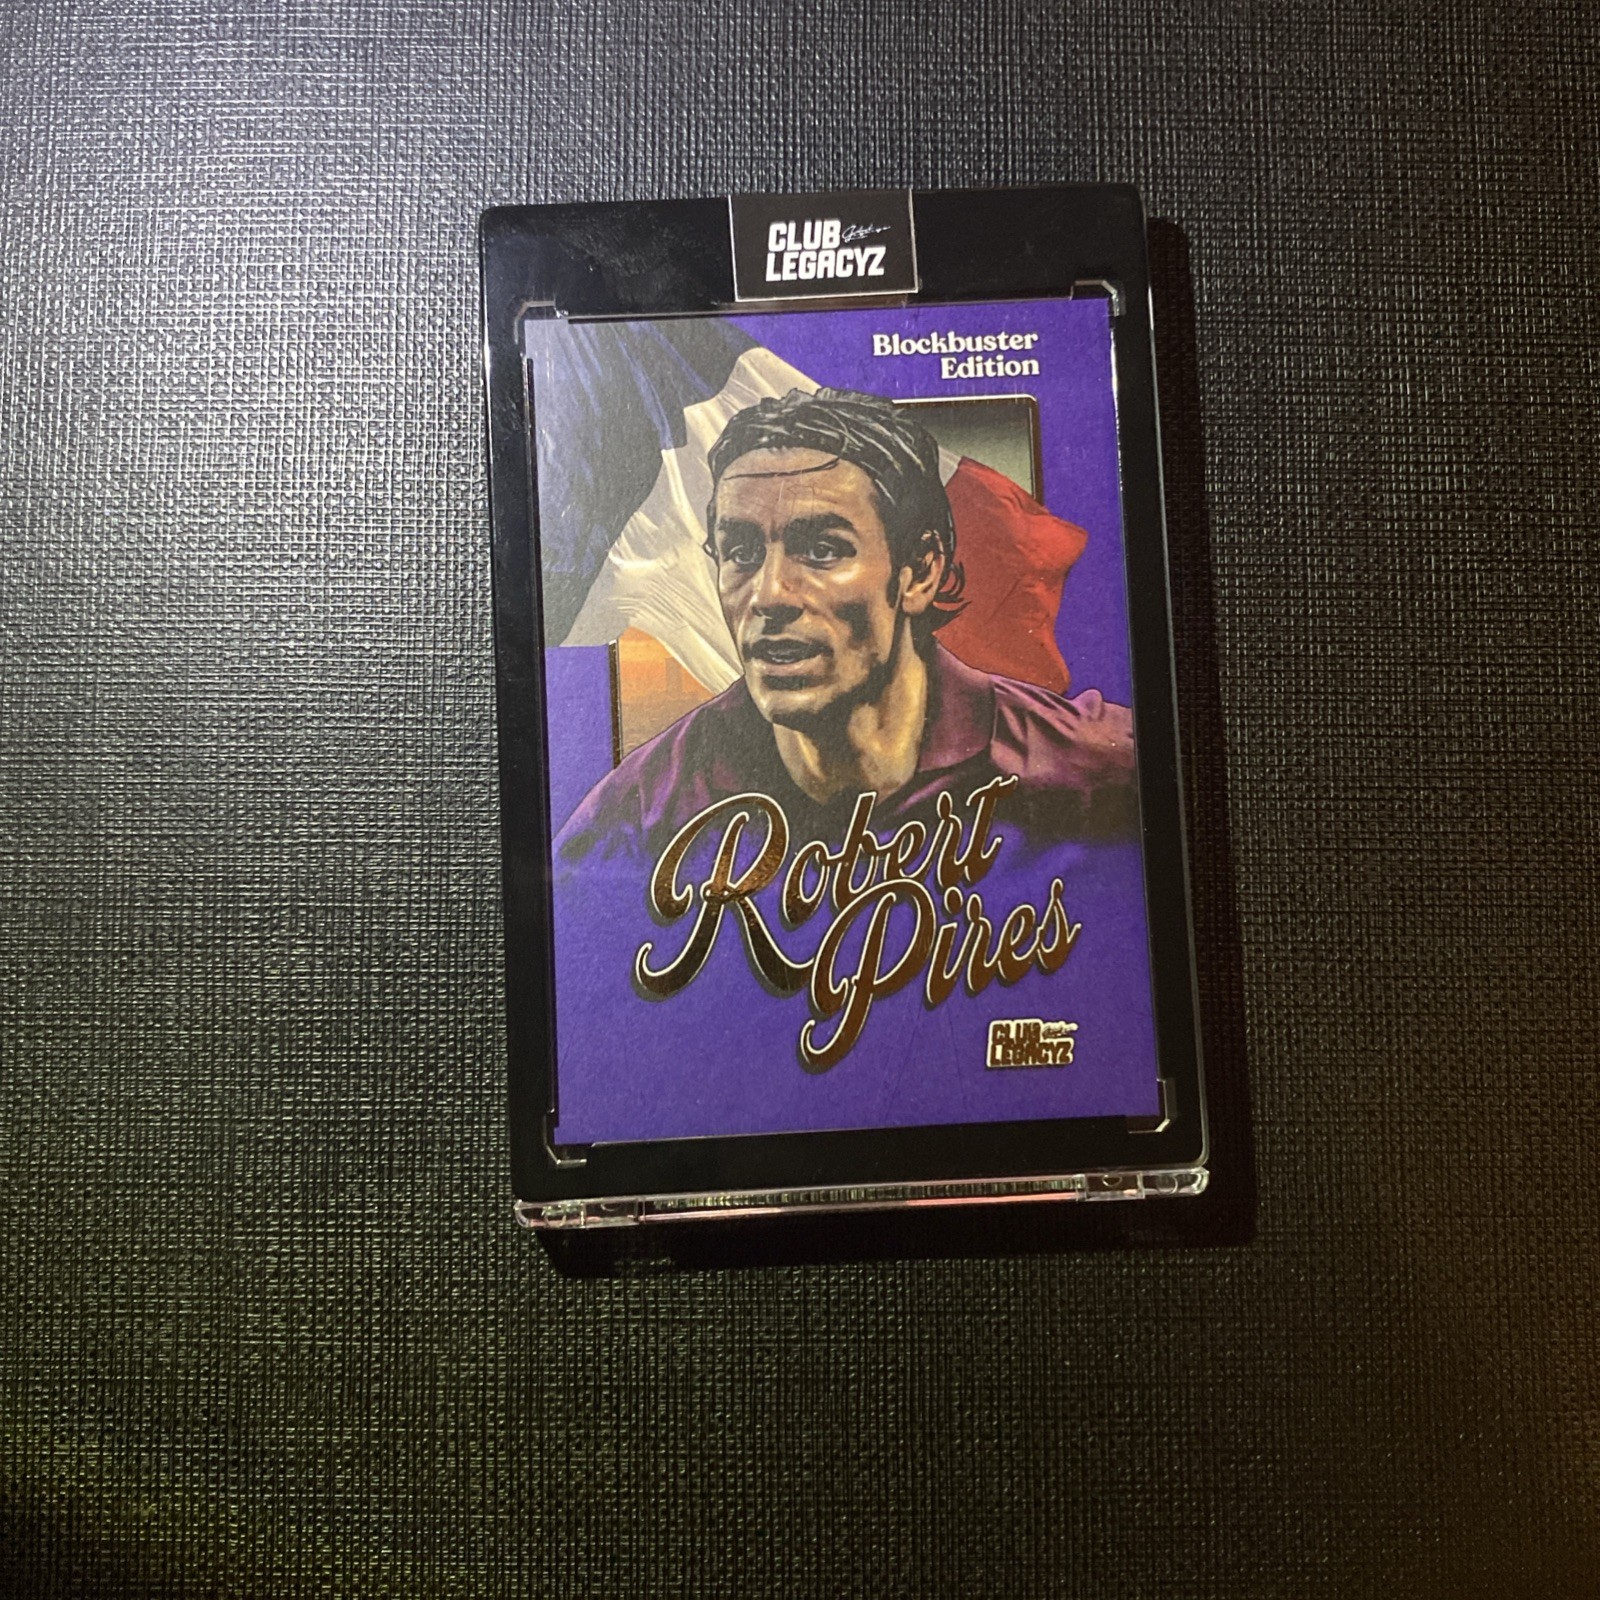 CLUB
LEGACYZ
Blockbuster
Edition
Robert
Pires
CLUB
LEGACYZ